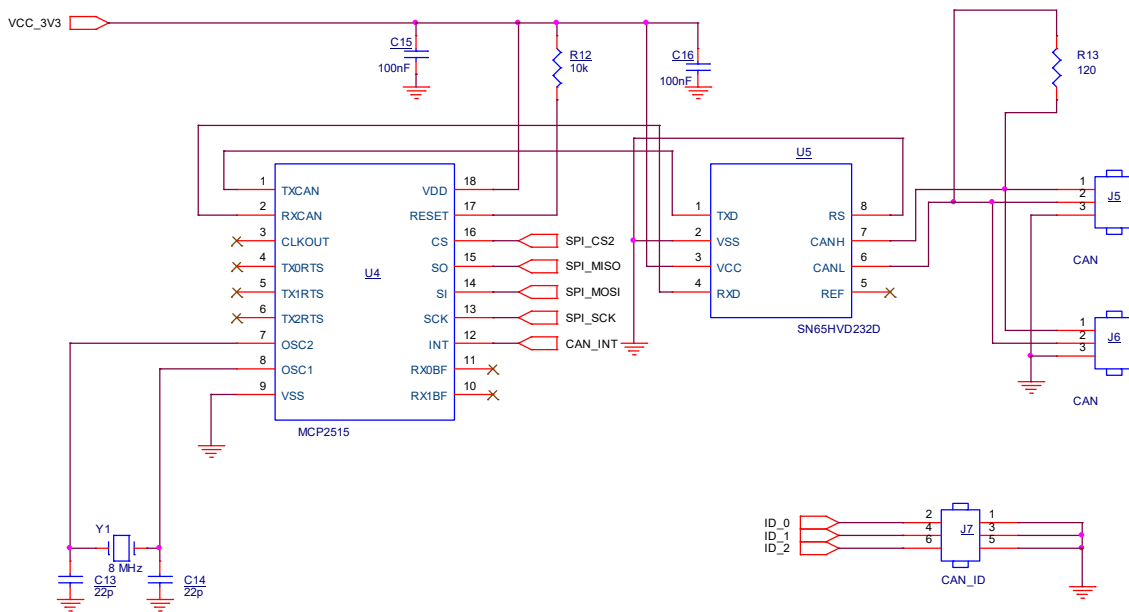 VCC_3V3
C15
100nF
R12
10k
C16
100nF
R13
120
U5
1 TXCAN
2 RXCAN
3 CLKOUT
4 TX0RTS
5 TX1RTS
6 TX2RTS
7 OSC2
8 OSC1
9 VSS
U4
VDD 18
RESET 17
CS 16 SPI_CS2
SO 15 SPI_MISO
SI 14 SPI_MOSI
SCK 13 SPI_SCK
INT 12 CAN_INT
RX0BF 11
RX1BF 10
MCP2515
1 TXD
2 VSS
3 VCC
4 RXD
RS 8
CANH 7
CANL 6
REF 5
SN65HVD232D
1
2
3
J5
CAN
1
2
3
J6
CAN
Y1
8 MHz
C13
22p
C14
22p
ID_0 2 1
ID_1 4 J7 3
ID_2 6 5
CAN_ID